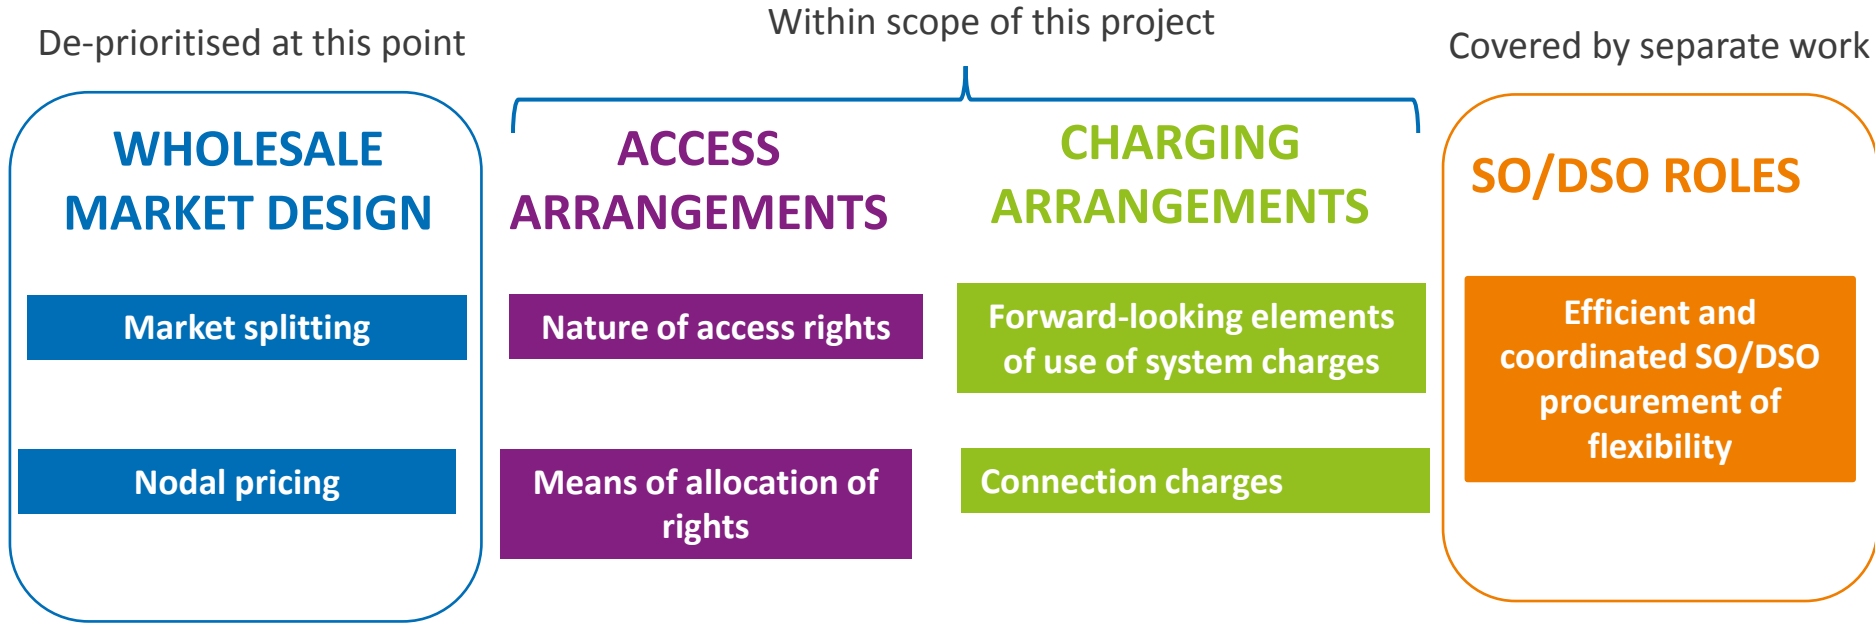 De-prioritised at this point
Within scope of this project
Covered by separate work
WHOLESALE
MARKET DESIGN
Market splitting
Nodal pricing
ACCESS
ARRANGEMENTS
Nature of access rights
Means of allocation of
rights
CHARGING
ARRANGEMENTS
Forward-looking elements
of use of system charges
Connection charges
SO/DSO ROLES
Efficient and
coordinated SO/DSO
procurement of
flexibility